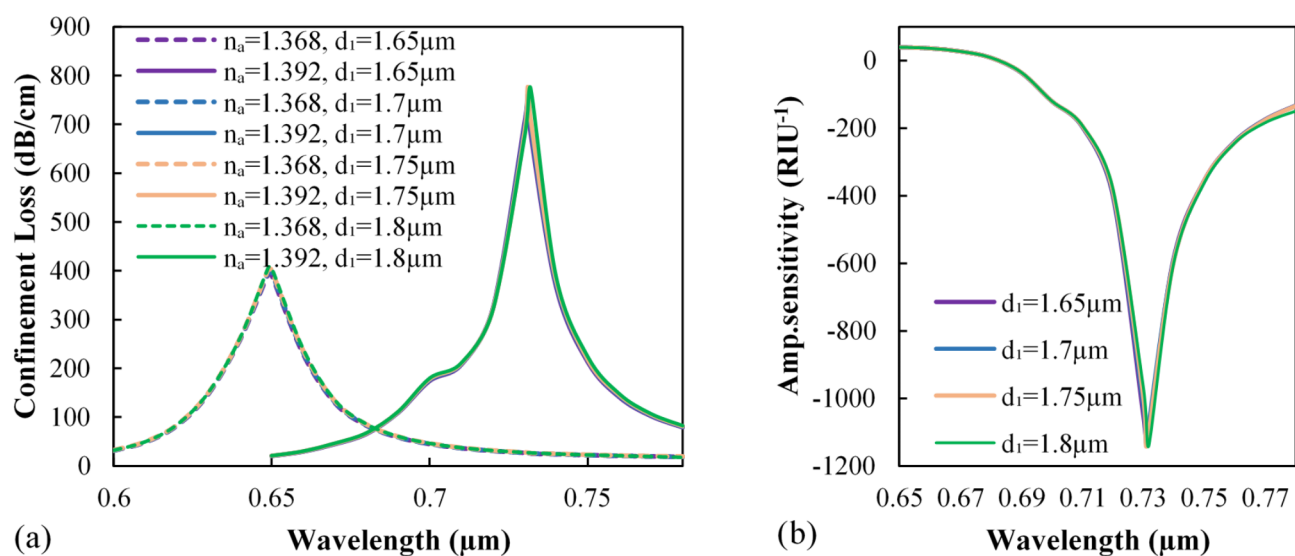 900
800
700
600
500
400
300
200
100
0
Confinement Loss (dB/cm)
nₐ=1.368, d₁=1.65μm
nₐ=1.392, d₁=1.65μm
nₐ=1.368, d₁=1.7μm
nₐ=1.392, d₁=1.7μm
nₐ=1.368, d₁=1.75μm
nₐ=1.392, d₁=1.75μm
nₐ=1.368, d₁=1.8μm
nₐ=1.392, d₁=1.8μm
0.6 0.65 0.7 0.75
Wavelength (μm)
(a)
0
-200
-400
-600
-800
-1000
-1200
Amp.sensitivity (RIU⁻¹)
d₁=1.65μm
d₁=1.7μm
d₁=1.75μm
d₁=1.8μm
0.65 0.67 0.69 0.71 0.73 0.75 0.77
Wavelength (μm)
(b)